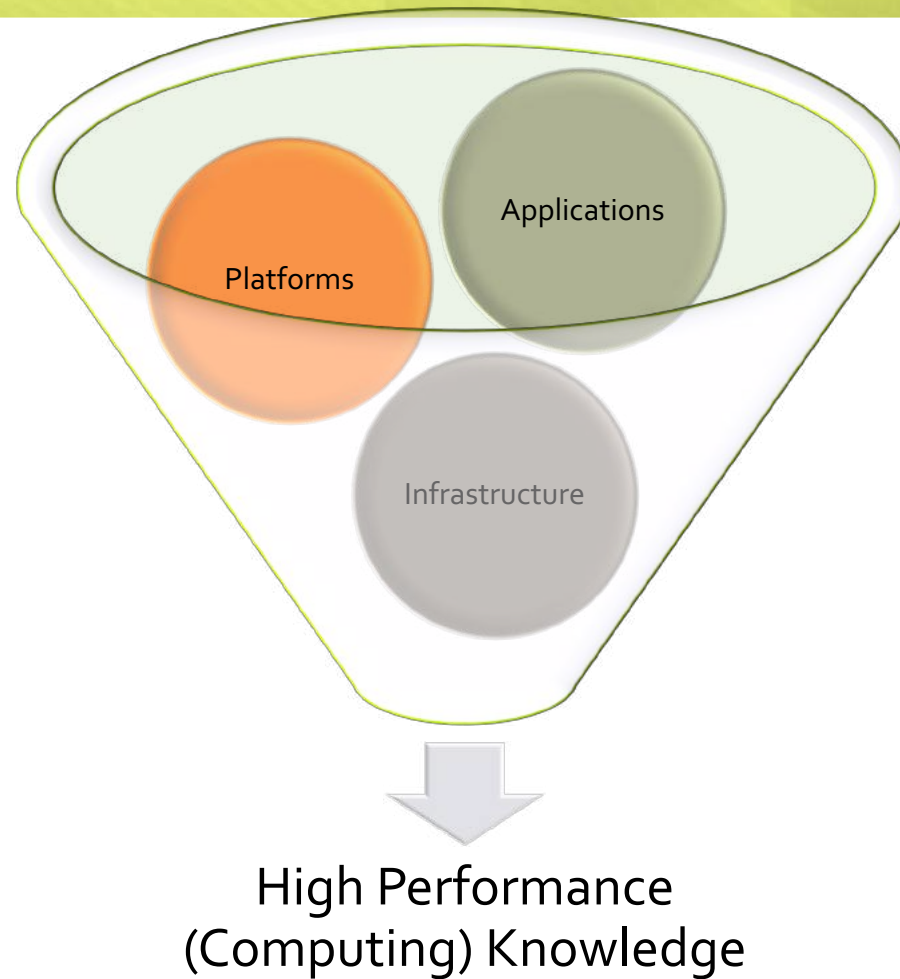 Applications
Platforms
Infrastructure
High Performance
(Computing) Knowledge